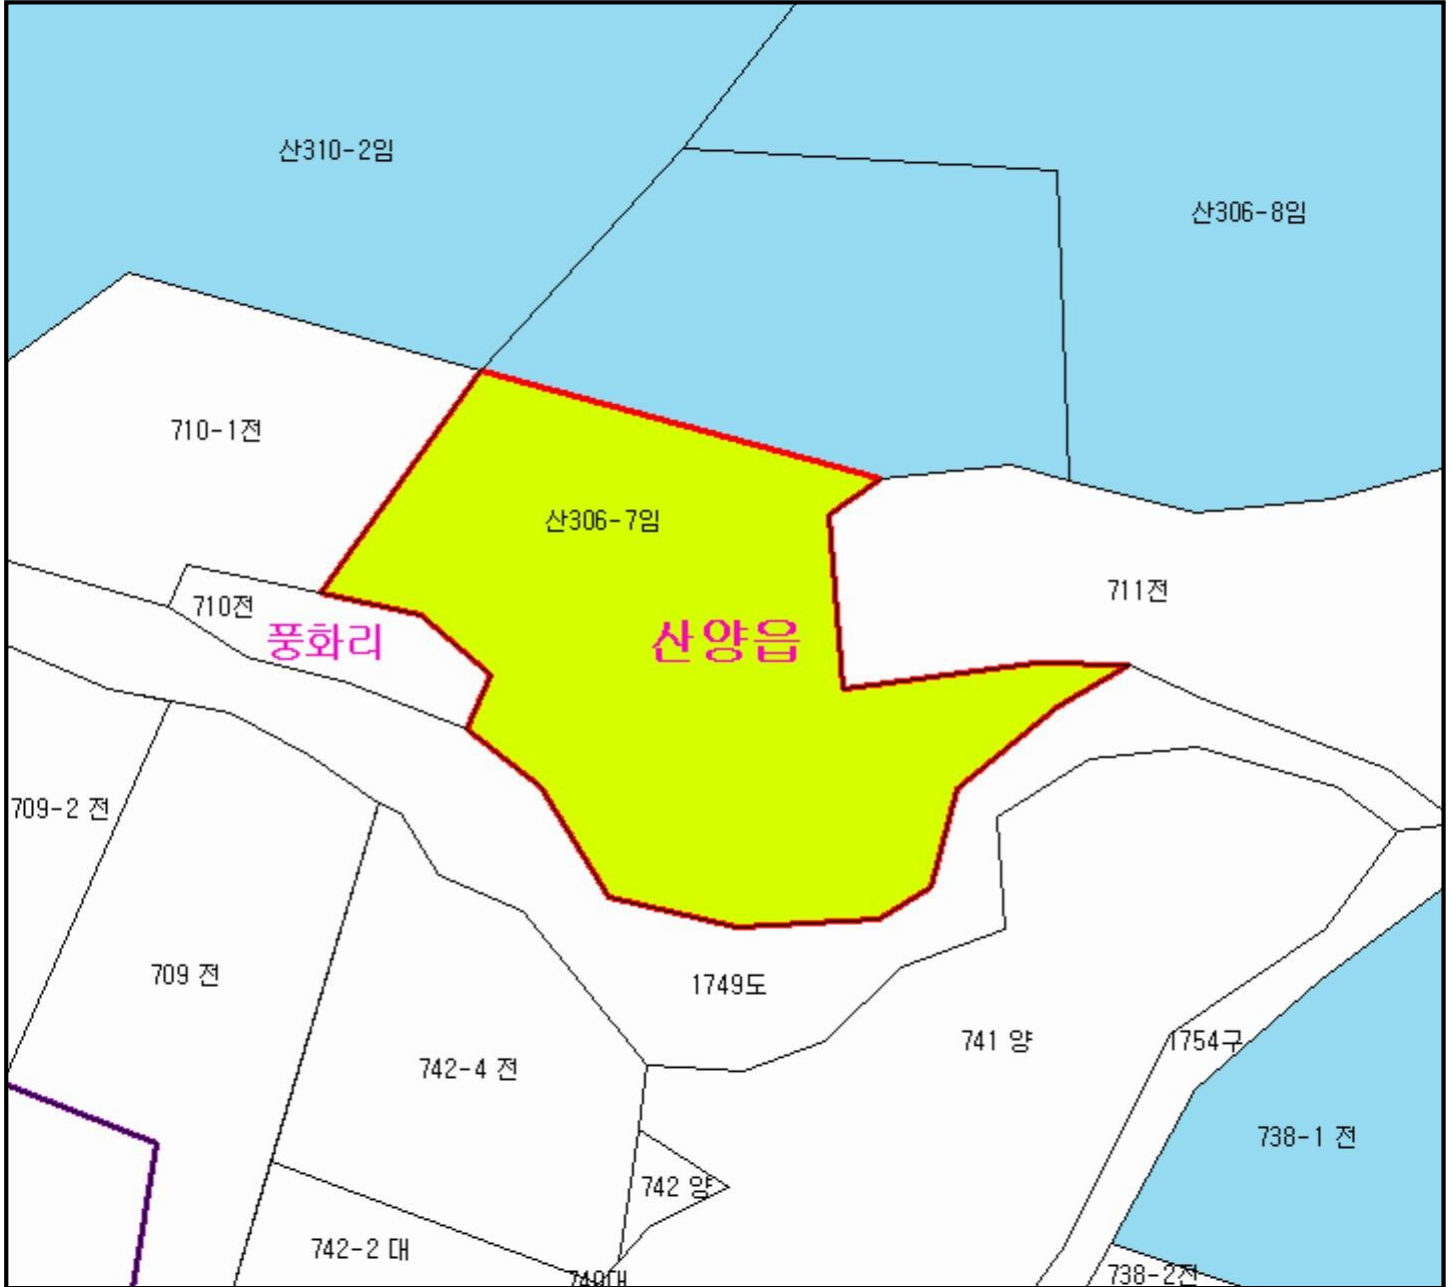 산310-2임
산306-8임
710-1전
산306-7임
711전
710전
풍화리
산양읍
709-2 전
709 전
1749도
741 양
1754구
742-4 전
738-1 전
742 양
742-2 대
738-2전